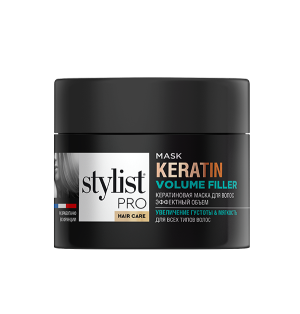 stylist®
PRO
HAIR CARE
MASK
KERATIN
VOLUME FILLER
КЕРАТИНОВАЯ МАСКА ДЛЯ ВОЛОС
ЭФФЕКТНЫЙ ОБЪЕМ
УВЕЛИЧЕНИЕ ГУСТОТЫ & МЯГКОСТЬ
ДЛЯ ВСЕХ ТИПОВ ВОЛОС